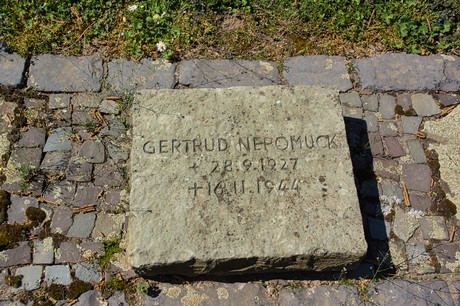 GERTRUD NEPOMUCK
* 28.9.1927
+ 16.11.1944